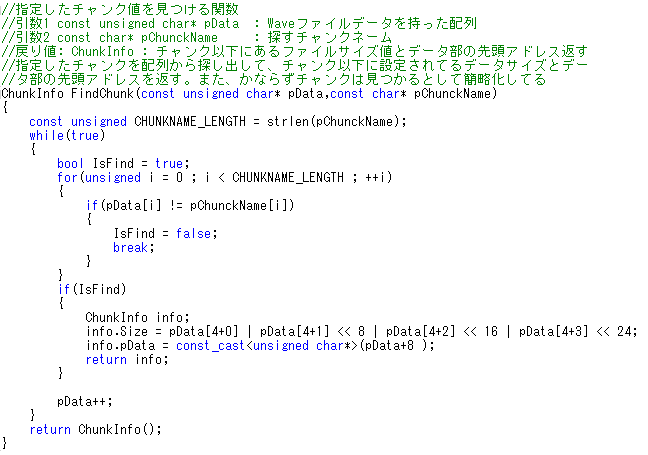 //指定したチャンク値を見つける関数
//引数1 const unsigned char* pData  : Waveファイルデータを持った配列
//引数2 const char* pChunckName     : 探すチャンクネーム
//戻り値: ChunkInfo : チャンク以下にあるファイルサイズ値とデータ部の先頭アドレス返す
//指定したチャンクを配列から探し出して、チャンク以下に設定されてるデータサイズとデー
//タ部の先頭アドレスを返す。また、かならずチャンクは見つかるとして簡略化してる
ChunkInfo FindChunk(const unsigned char* pData,const char* pChunckName)
{
    const unsigned CHUNKNAME_LENGTH = strlen(pChunckName);
    while(true)
    {
        bool IsFind = true;
        for(unsigned i = 0 ; i < CHUNKNAME_LENGTH ; ++i)
        {
            if(pData[i] != pChunckName[i])
            {
                IsFind = false;
                break;
            }
        }
        if(IsFind)
        {
            ChunkInfo info;
            info.Size = pData[4+0] | pData[4+1] << 8 | pData[4+2] << 16 | pData[4+3] << 24;
            info.pData = const_cast<unsigned char*>(pData+8 );
            return info;
        }

        pData++;
    }
    return ChunkInfo();
}